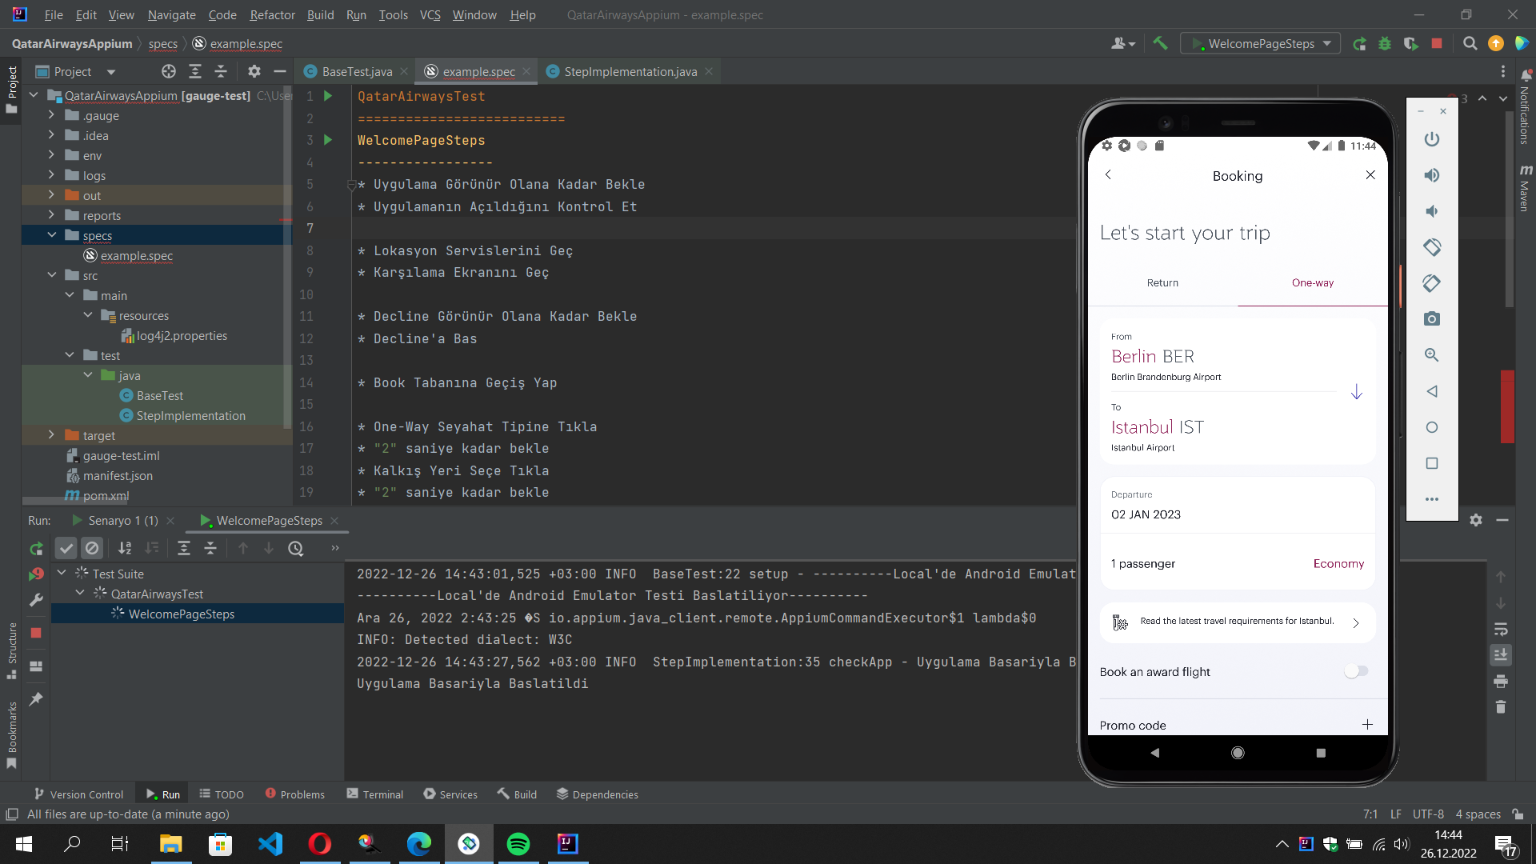 File Edit View Navigate Code Refactor Build Run Tools VCS Window Help QatarAirwaysAppium - example.spec
QatarAirwaysAppium specs example.spec
WelcomePageSteps
Project
BaseTest.java
example.spec
StepImplementation.java
Project
QatarAirwaysAppium [gauge-test]
.gauge
.idea
env
logs
out
reports
specs
example.spec
src
main
resources
log4j2.properties
test
java
BaseTest
StepImplementation
target
gauge-test.iml
manifest.json
pom.xml
1 QatarAirwaysTest
2 ==========================
3 WelcomePageSteps
4 -----------------
5 * Uygulama Görünür Olana Kadar Bekle
6 * Uygulamanın Açıldığını Kontrol Et
7
8 * Lokasyon Servislerini Geç
9 * Karşılama Ekranını Geç
10
11 * Decline Görünür Olana Kadar Bekle
12 * Decline'a Bas
13
14 * Book Tabanına Geçiş Yap
15
16 * One-Way Seyahat Tipine Tıkla
17 * "2" saniye kadar bekle
18 * Kalkış Yeri Seçe Tıkla
19 * "2" saniye kadar bekle
3
Notifications
Maven
11:44
Booking
Let's start your trip
Return One-way
From
Berlin BER
Berlin Brandenburg Airport
To
Istanbul IST
Istanbul Airport
Departure
02 JAN 2023
1 passenger Economy
Read the latest travel requirements for Istanbul.
Book an award flight
Promo code
Run: Senaryo 1 (1) WelcomePageSteps
Test Suite
QatarAirwaysTest
WelcomePageSteps
2022-12-26 14:43:01,525 +03:00 INFO BaseTest:22 setup - ----------Local'de Android Emulat
----------Local'de Android Emulator Testi Baslatiliyor----------
Ara 26, 2022 2:43:25 �S io.appium.java_client.remote.AppiumCommandExecutor$1 lambda$0
INFO: Detected dialect: W3C
2022-12-26 14:43:27,562 +03:00 INFO StepImplementation:35 checkApp - Uygulama Basariyla B
Uygulama Basariyla Baslatildi
Structure
Bookmarks
Version Control Run TODO Problems Terminal Services Build Dependencies
All files are up-to-date (a minute ago) 7:1 LF UTF-8 4 spaces
14:44
26.12.2022
17